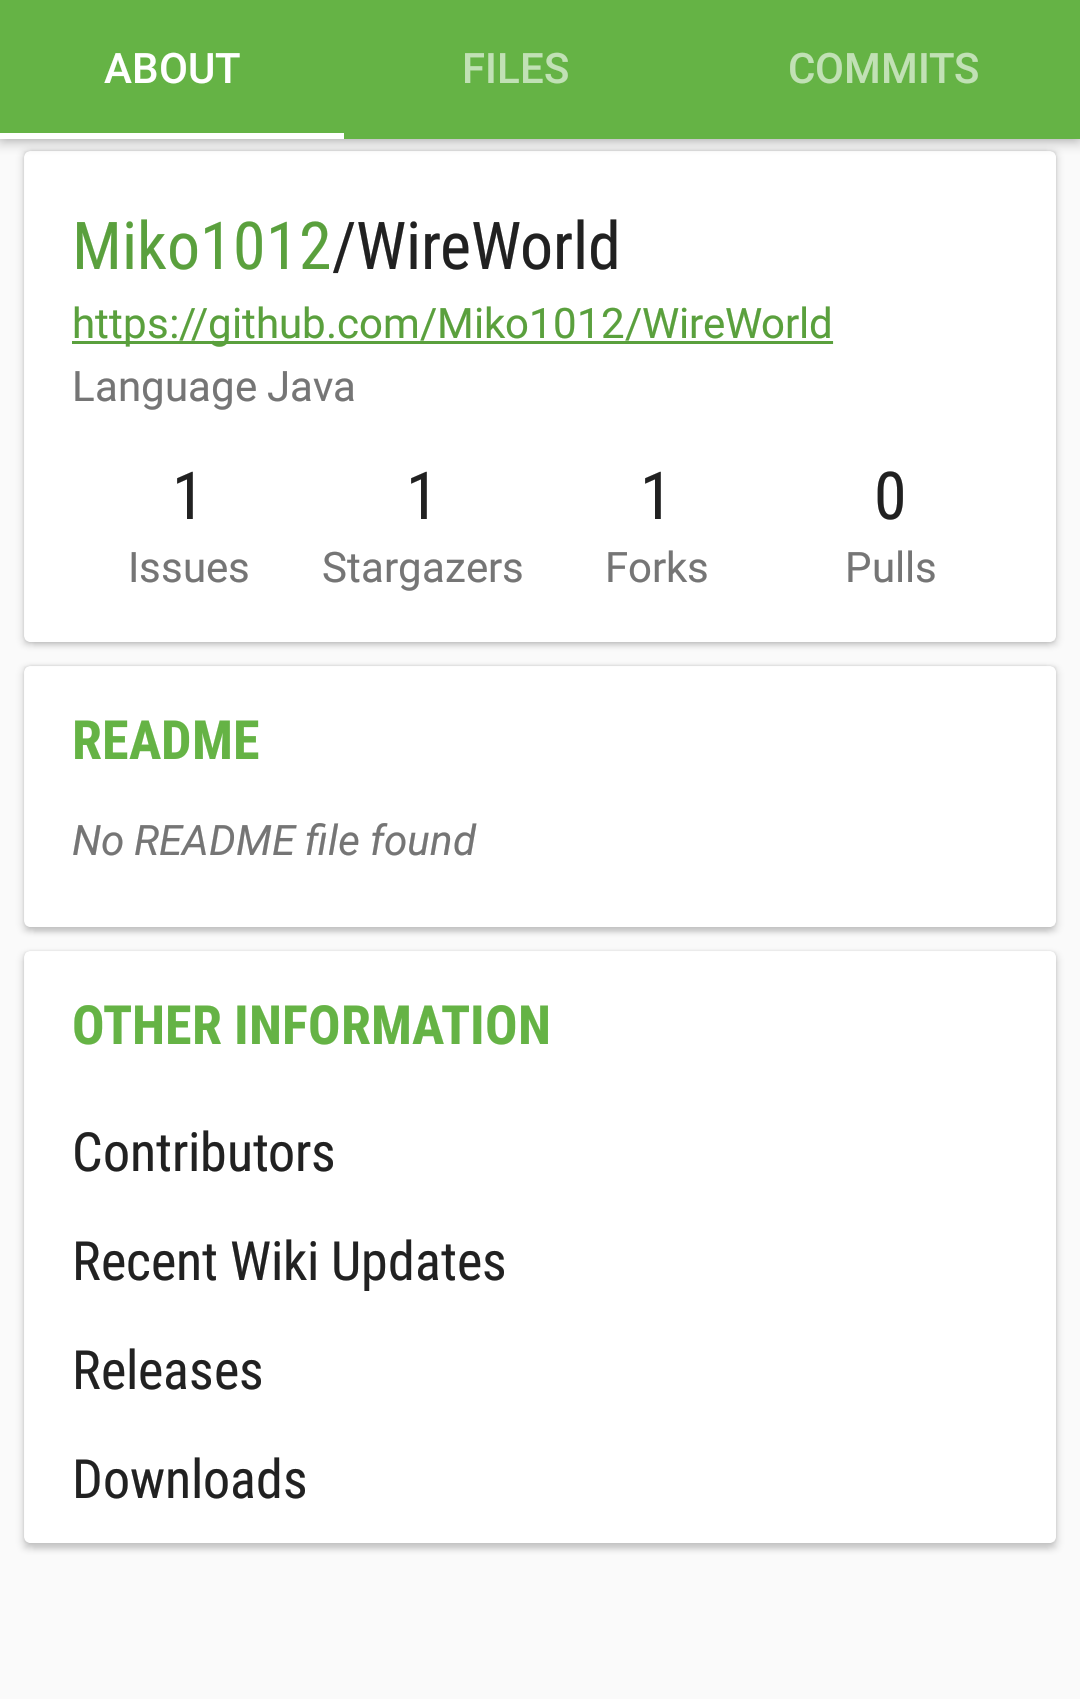 ABOUT FILES COMMITS
Miko1012/WireWorld
https://github.com/Miko1012/WireWorld
Language Java
1 1 1 0
Issues Stargazers Forks Pulls
README
No README file found
OTHER INFORMATION
Contributors
Recent Wiki Updates
Releases
Downloads